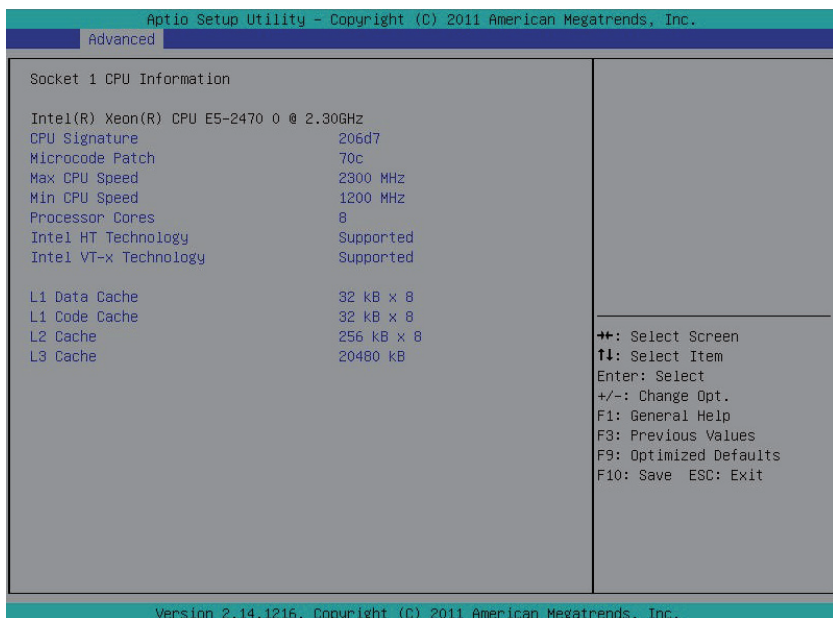 Aptio Setup Utility - Copyright (C) 2011 American Megatrends, Inc.
Advanced
Socket 1 CPU Information
Intel(R) Xeon(R) CPU E5-2470 0 @ 2.30GHz
CPU Signature 206d7
Microcode Patch 70c
Max CPU Speed 2300 MHz
Min CPU Speed 1200 MHz
Processor Cores 8
Intel HT Technology Supported
Intel VT-x Technology Supported
L1 Data Cache 32 kB x 8
L1 Code Cache 32 kB x 8
L2 Cache 256 kB x 8
L3 Cache 20480 kB
→←: Select Screen
↑↓: Select Item
Enter: Select
+/-: Change Opt.
F1: General Help
F3: Previous Values
F9: Optimized Defaults
F10: Save ESC: Exit
Version 2.14.1216. Copyright (C) 2011 American Megatrends, Inc.